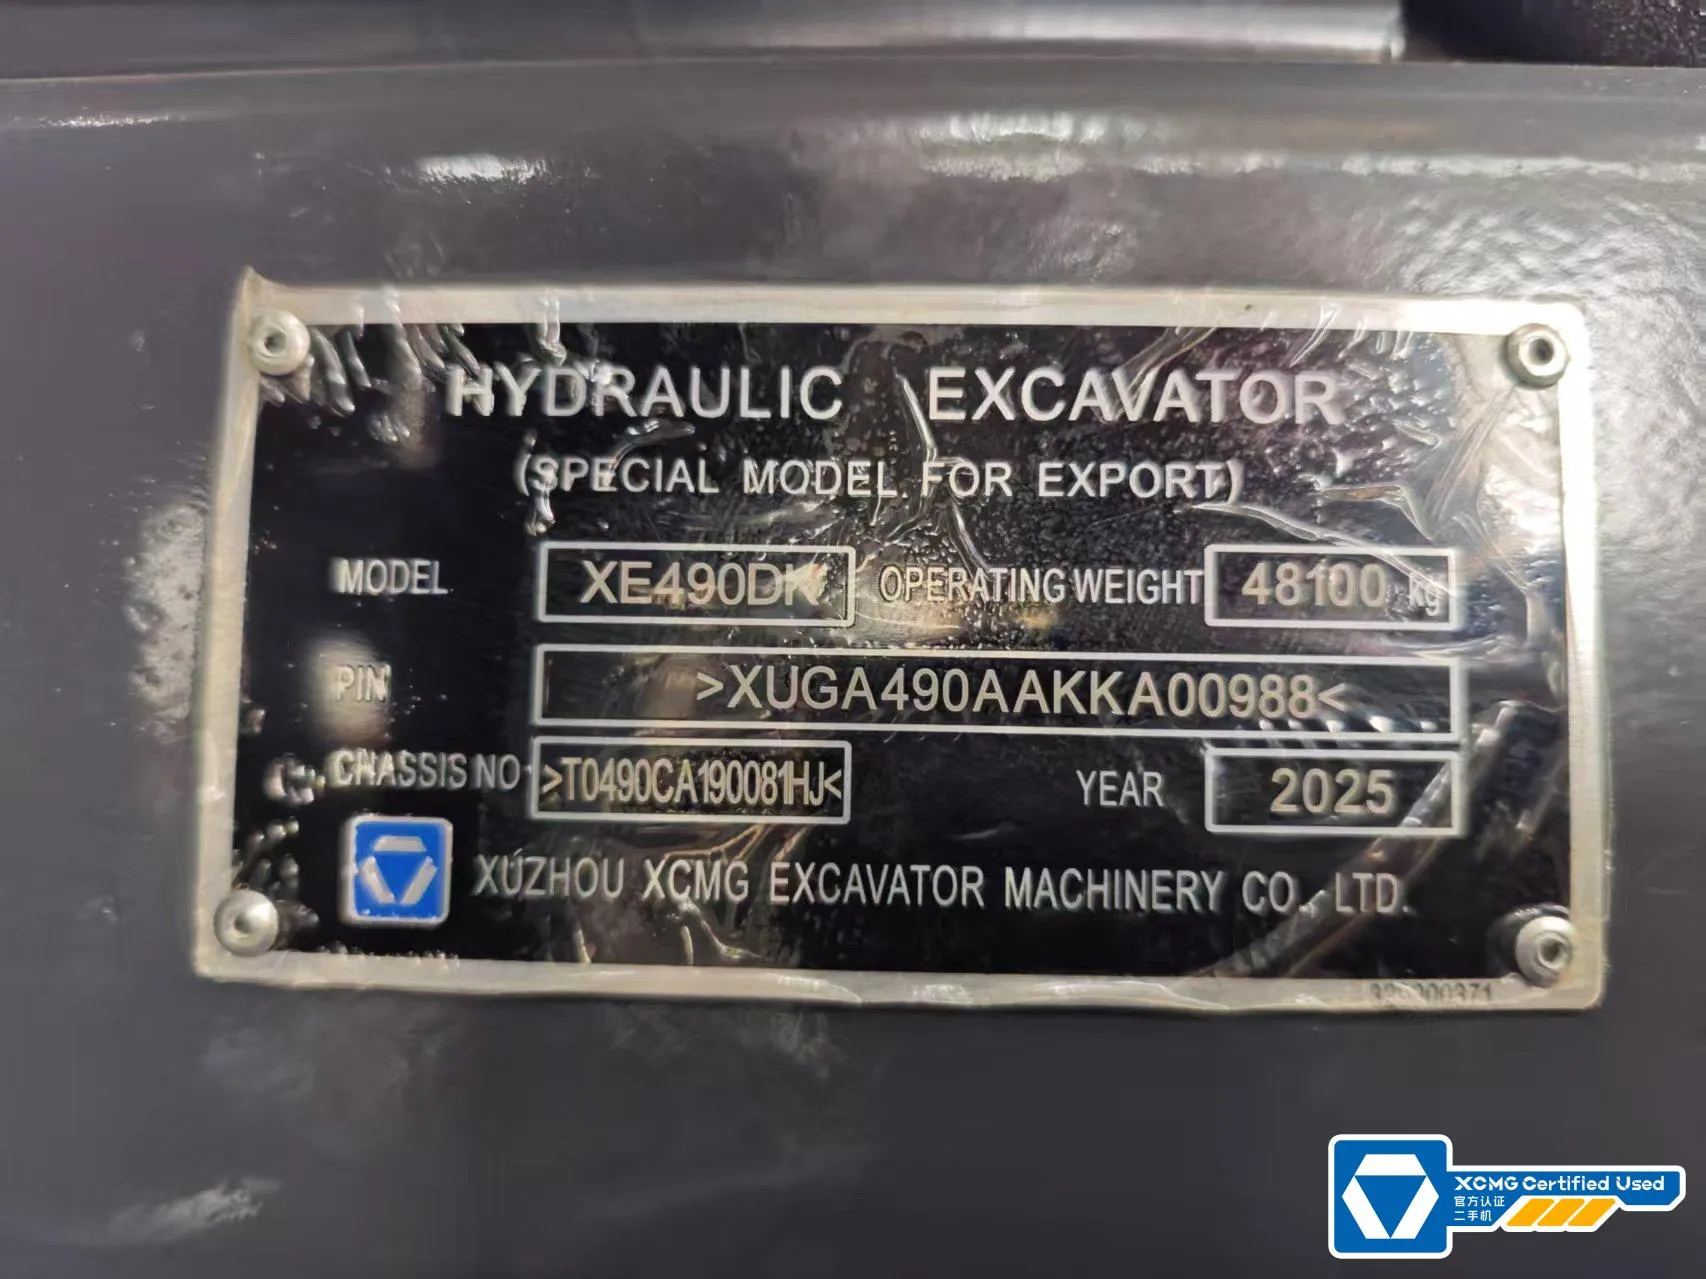 HYDRAULIC EXCAVATOR
(SPECIAL MODEL FOR EXPORT)
MODEL XE490DK OPERATING WEIGHT 48100 kg
PIN >XUGA490AAKKA00988<
CHASSIS NO >T0490CA190081HJ< YEAR 2025
XUZHOU XCMG EXCAVATOR MACHINERY CO., LTD.
XCMG Certified Used
官方认证
二手机